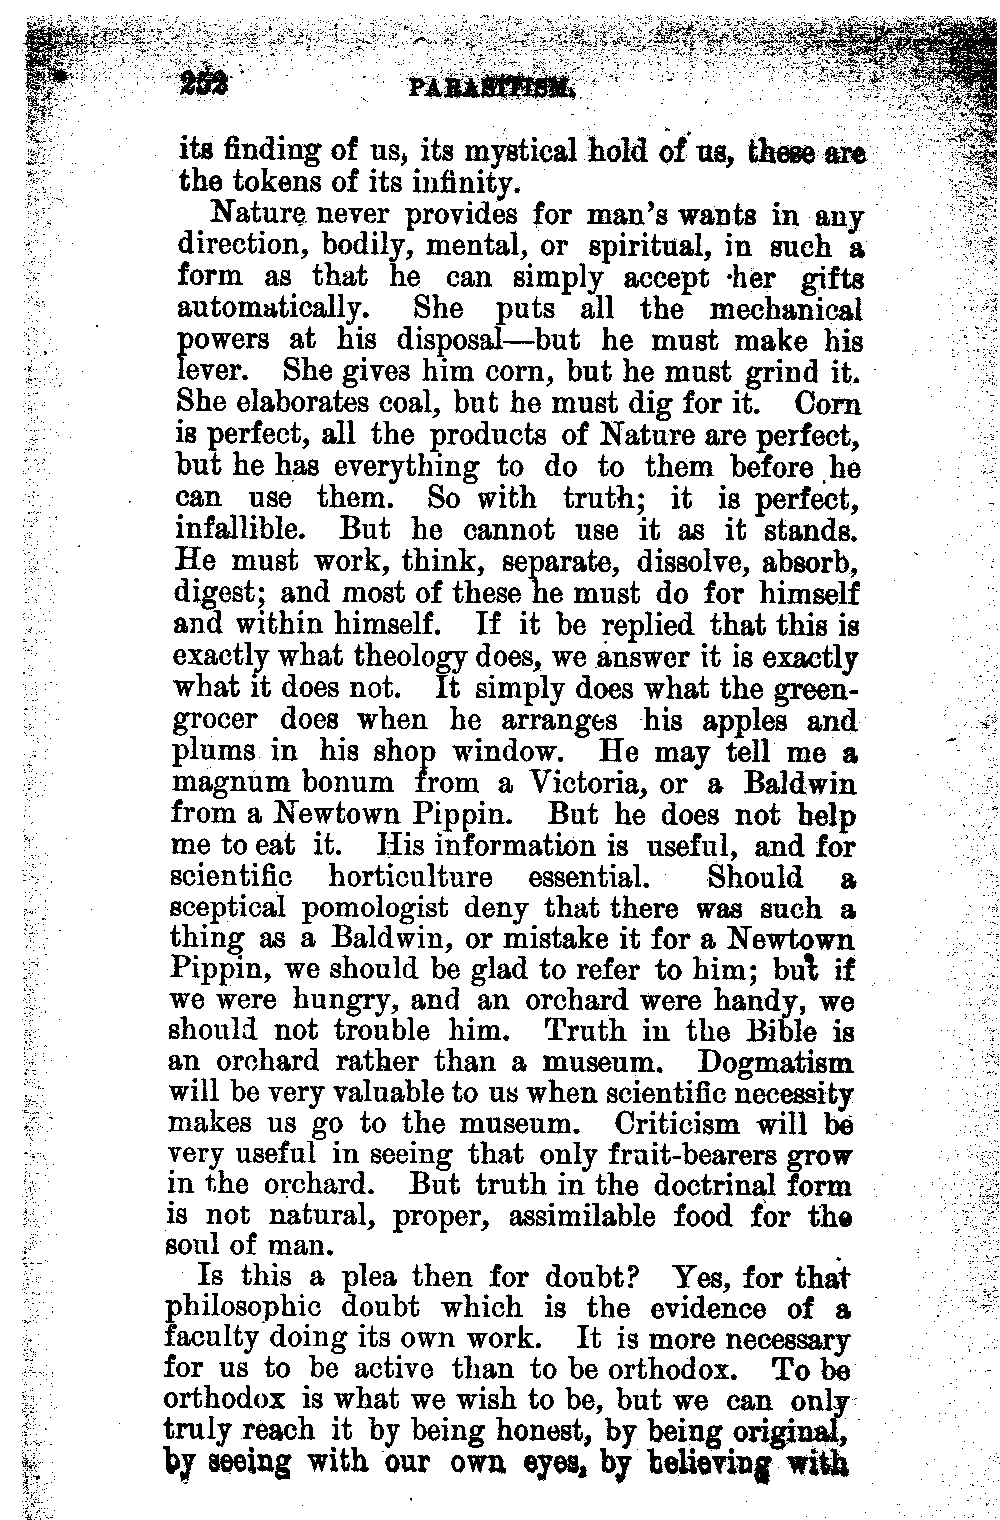 252 PARASITISM.
its finding of us, its mystical hold of us, these are
the tokens of its infinity.
Nature never provides for man's wants in any
direction, bodily, mental, or spiritual, in such a
form as that he can simply accept her gifts
automatically. She puts all the mechanical
powers at his disposal—but he must make his
lever. She gives him corn, but he must grind it.
She elaborates coal, but he must dig for it. Corn
is perfect, all the products of Nature are perfect,
but he has everything to do to them before he
can use them. So with truth; it is perfect,
infallible. But he cannot use it as it stands.
He must work, think, separate, dissolve, absorb,
digest; and most of these he must do for himself
and within himself. If it be replied that this is
exactly what theology does, we answer it is exactly
what it does not. It simply does what the green-
grocer does when he arranges his apples and
plums in his shop window. He may tell me a
magnum bonum from a Victoria, or a Baldwin
from a Newtown Pippin. But he does not help
me to eat it. His information is useful, and for
scientific horticulture essential. Should a
sceptical pomologist deny that there was such a
thing as a Baldwin, or mistake it for a Newtown
Pippin, we should be glad to refer to him; but if
we were hungry, and an orchard were handy, we
should not trouble him. Truth in the Bible is
an orchard rather than a museum. Dogmatism
will be very valuable to us when scientific necessity
makes us go to the museum. Criticism will be
very useful in seeing that only fruit-bearers grow
in the orchard. But truth in the doctrinal form
is not natural, proper, assimilable food for the
soul of man.
Is this a plea then for doubt? Yes, for that
philosophic doubt which is the evidence of a
faculty doing its own work. It is more necessary
for us to be active than to be orthodox. To be
orthodox is what we wish to be, but we can only
truly reach it by being honest, by being original,
by seeing with our own eyes, by believing with